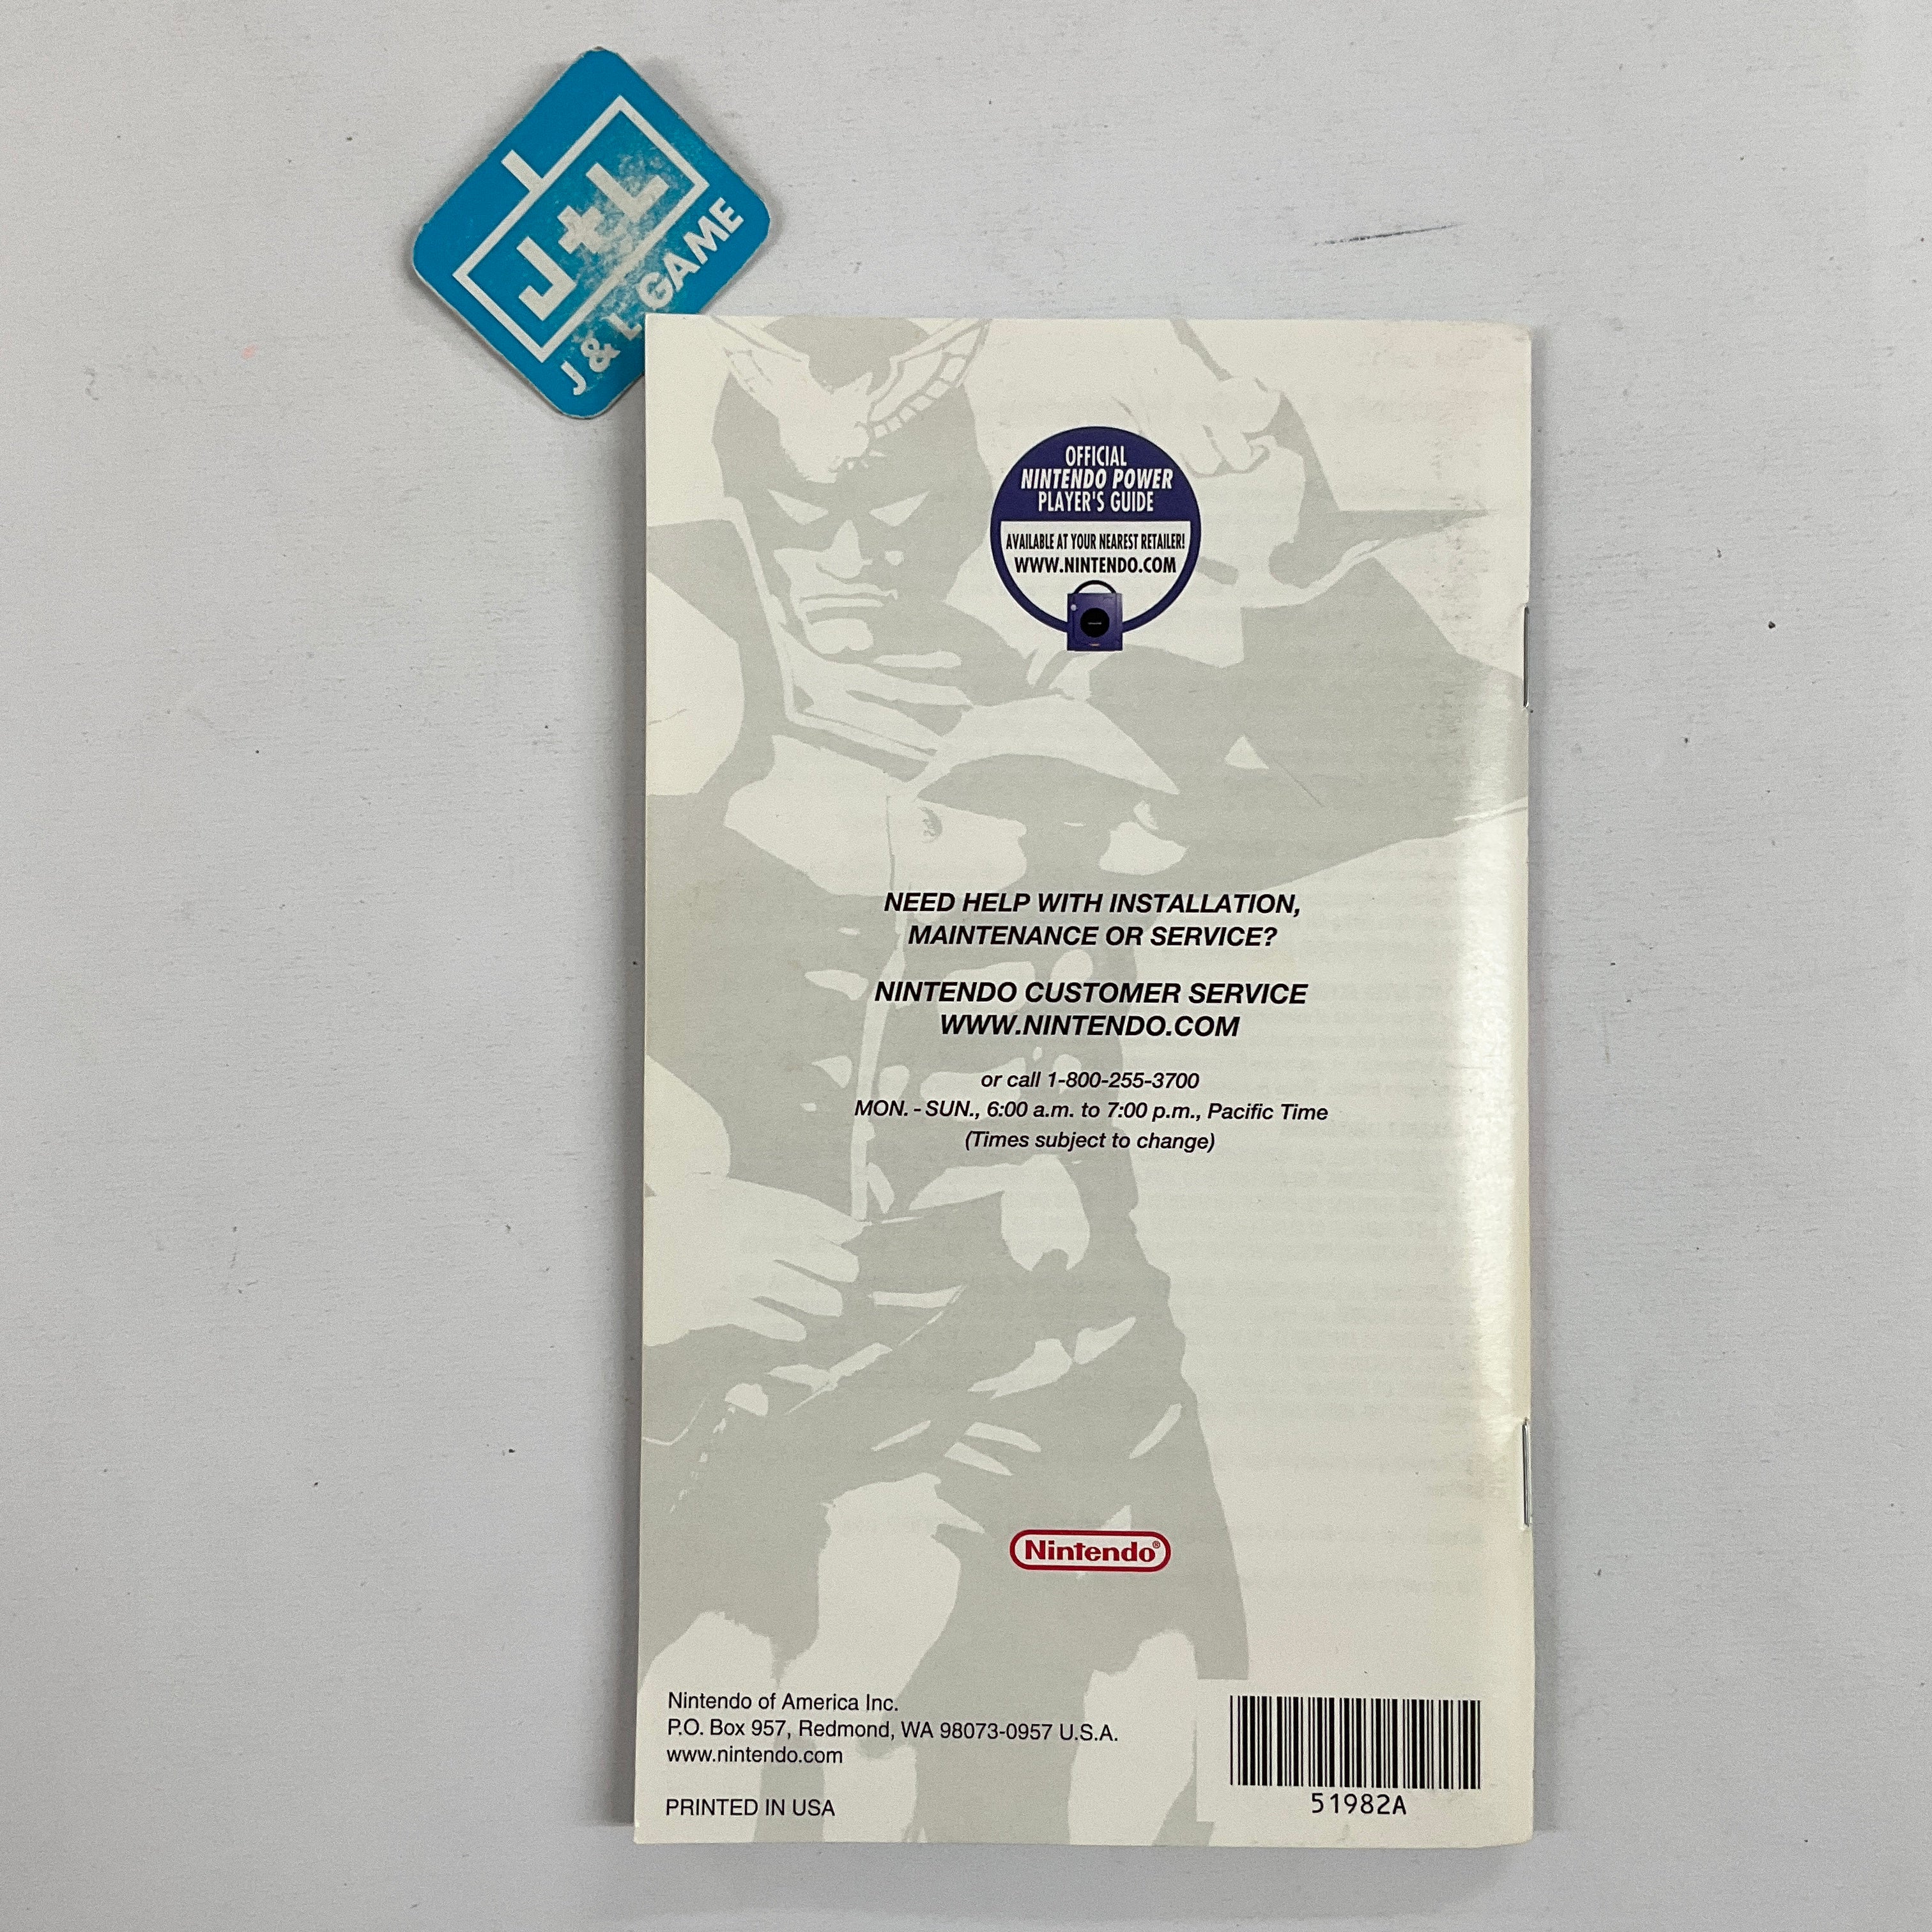 J+L
J & L GAME
OFFICIAL
NINTENDO POWER
PLAYER'S GUIDE
AVAILABLE AT YOUR NEAREST RETAILER!
WWW.NINTENDO.COM
NEED HELP WITH INSTALLATION,
MAINTENANCE OR SERVICE?
NINTENDO CUSTOMER SERVICE
WWW.NINTENDO.COM
or call 1-800-255-3700
MON. - SUN., 6:00 a.m. to 7:00 p.m., Pacific Time
(Times subject to change)
Nintendo®
Nintendo of America Inc.
P.O. Box 957, Redmond, WA 98073-0957 U.S.A.
www.nintendo.com
PRINTED IN USA
51982A